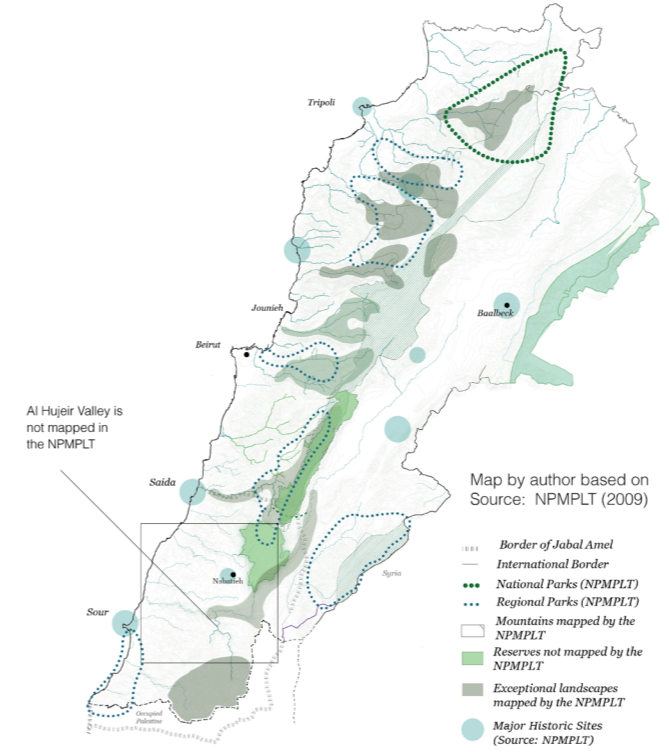 Tripoli
Jounieh
Baalbeck
Beirut
Al Hujeir Valley is
not mapped in
the NPMPLT
Saida
Nabatieh
Sour
Syria
Occupied
Palestine
Map by author based on
Source: NPMPLT (2009)
Border of Jabal Amel
International Border
National Parks (NPMPLT)
Regional Parks (NPMPLT)
Mountains mapped by the
NPMPLT
Reserves not mapped by the
NPMPLT
Exceptional landscapes
mapped by the NPMPLT
Major Historic Sites
(Source: NPMPLT)